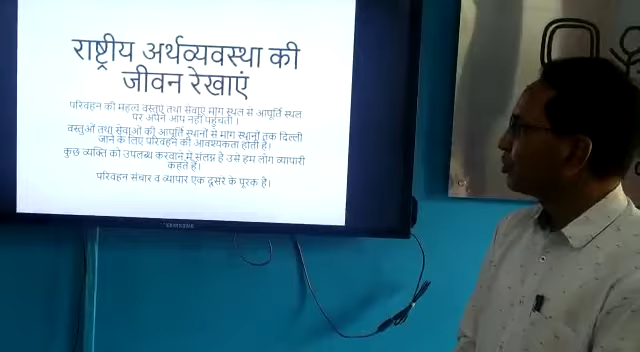 राष्ट्रीय अर्थव्यवस्था की
जीवन रेखाएं
परिवहन की महत्व वस्तुएं तथा सेवाएं मांग स्थल से आपूर्ति स्थल
पर अपने आप नहीं पहुंचती ।
वस्तुओं तथा सेवाओं की आपूर्ति स्थानों से मांग स्थानों तक दिल्ली
जाने के लिए परिवहन की आवश्यकता होती है।
कुछ व्यक्ति को उपलब्ध करवाने में संलग्न है उसे हम लोग व्यापारी
कहते हैं।
परिवहन संचार व व्यापार एक दूसरे के पूरक है।
SAMSUNG